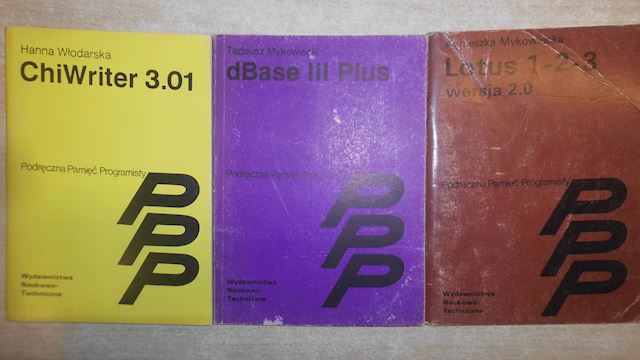 Hanna Włodarska
ChiWriter 3.01
Podręczna Pamięć Programisty
PPP
Wydawnictwa
Naukowo-
Techniczne
Tadeusz Mykowiecki
dBase III Plus
Podręczna Pamięć Programisty
PPP
Wydawnictwa
Naukowo-
Techniczne
Agnieszka Mykowiecka
Lotus 1-2-3
wersja 2.0
Podręczna Pamięć Programisty
PPP
Wydawnictwa
Naukowo-
Techniczne